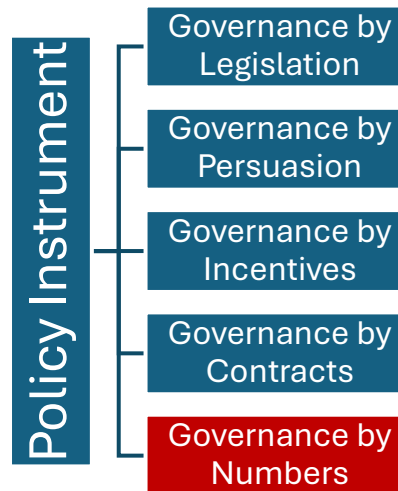 Policy Instrument
Governance by
Legislation
Governance by
Persuasion
Governance by
Incentives
Governance by
Contracts
Governance by
Numbers